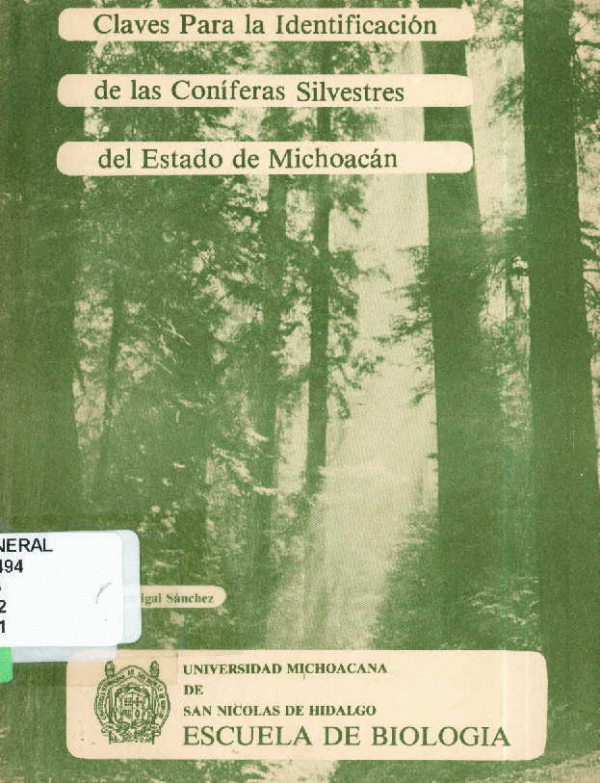 Claves Para la Identificación
de las Coníferas Silvestres
del Estado de Michoacán
NERAL
494
2
1
Sánchez
UNIVERSIDAD MICHOACANA
DE
SAN NICOLAS DE HIDALGO
ESCUELA DE BIOLOGIA